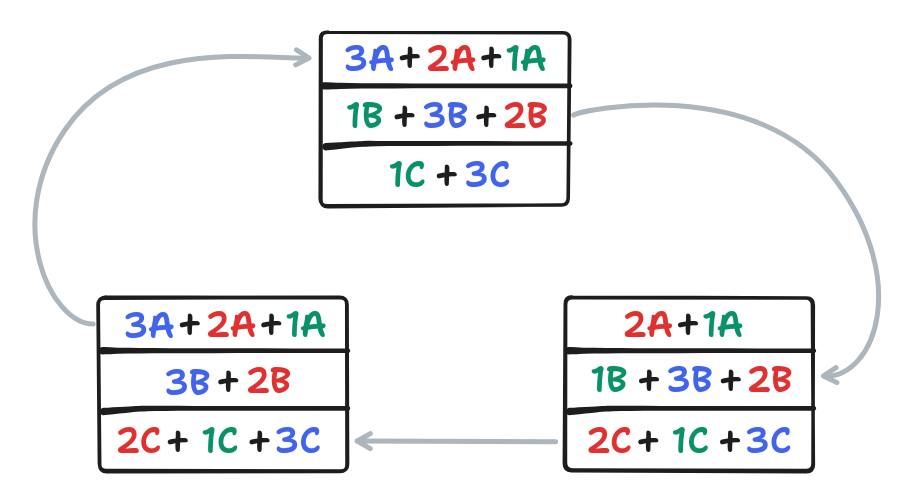 3A + 2A + 1A
1B + 3B + 2B
1C + 3C
3A + 2A + 1A
3B + 2B
2C + 1C + 3C
2A + 1A
1B + 3B + 2B
2C + 1C + 3C